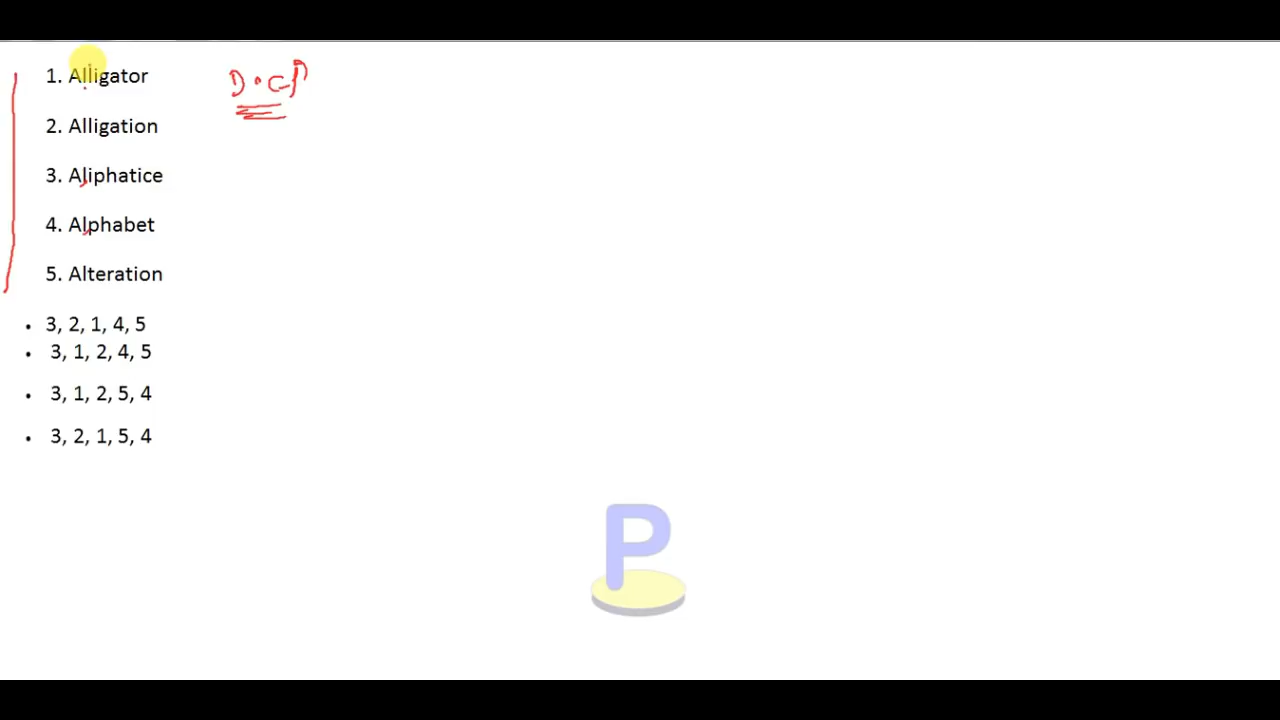 1. Alligator
2. Alligation
3. Aliphatice
4. Alphabet
5. Alteration
• 3, 2, 1, 4, 5
• 3, 1, 2, 4, 5
• 3, 1, 2, 5, 4
• 3, 2, 1, 5, 4
P